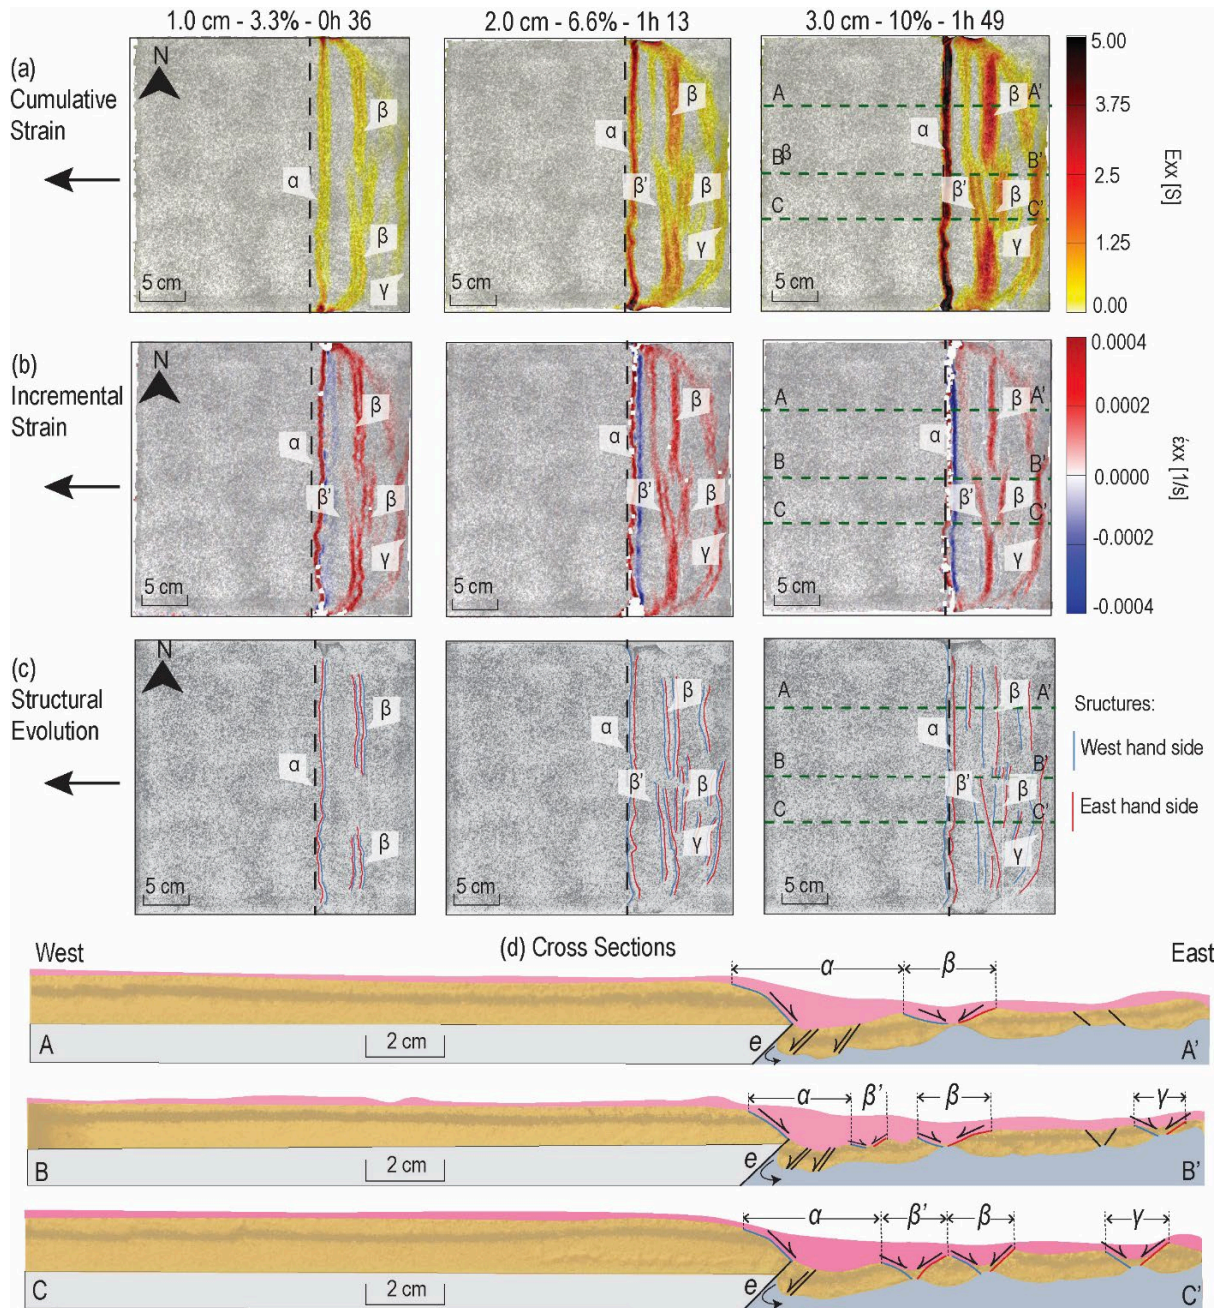 1.0 cm - 3.3% - 0h 36
2.0 cm - 6.6% - 1h 13
3.0 cm - 10% - 1h 49
(a)
Cumulative
Strain
N
α
β
β
γ
5 cm
α
β
β'
β
γ
5 cm
A
A'
α
β
B
β
B'
β'
β
C
C'
γ
5 cm
5.00
3.75
2.5
1.25
0.00
Exx [S]
(b)
Incremental
Strain
N
α
β
β'
β
γ
5 cm
α
β
β'
β
γ
5 cm
A
A'
α
β
B
B'
β'
β
C
C'
γ
5 cm
0.0004
0.0002
0.0000
-0.0002
-0.0004
έxx [1/s]
(c)
Structural
Evolution
N
α
β
β
5 cm
α
β
β'
β
γ
5 cm
A
A'
α
β
B
B'
β'
β
C
C'
γ
5 cm
Sructures:
West hand side
East hand side
(d) Cross Sections
West
East
α
β
A
2 cm
e
A'
α
β'
β
γ
B
2 cm
e
B'
α
β'
β
γ
C
2 cm
e
C'